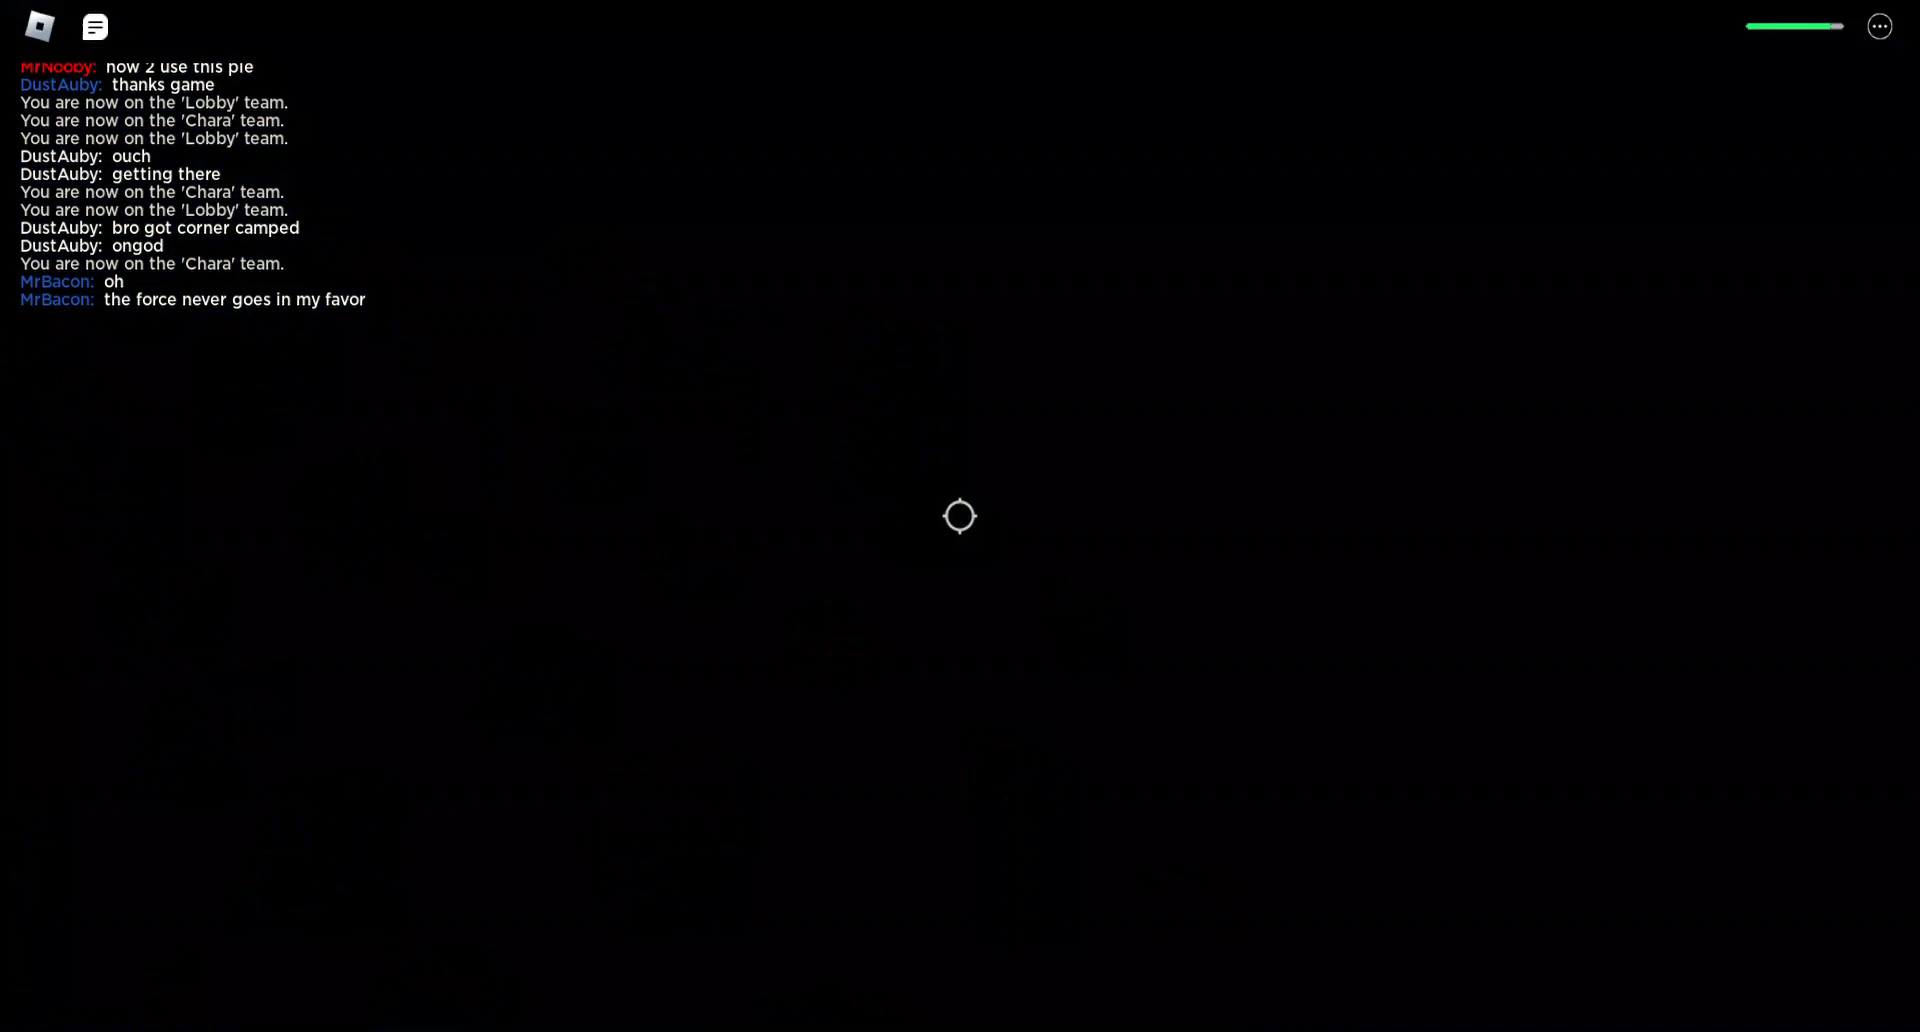 MrNooby: how 2 use this pie
DustAuby: thanks game
You are now on the 'Lobby' team.
You are now on the 'Chara' team.
You are now on the 'Lobby' team.
DustAuby: ouch
DustAuby: getting there
You are now on the 'Chara' team.
You are now on the 'Lobby' team.
DustAuby: bro got corner camped
DustAuby: ongod
You are now on the 'Chara' team.
MrBacon: oh
MrBacon: the force never goes in my favor